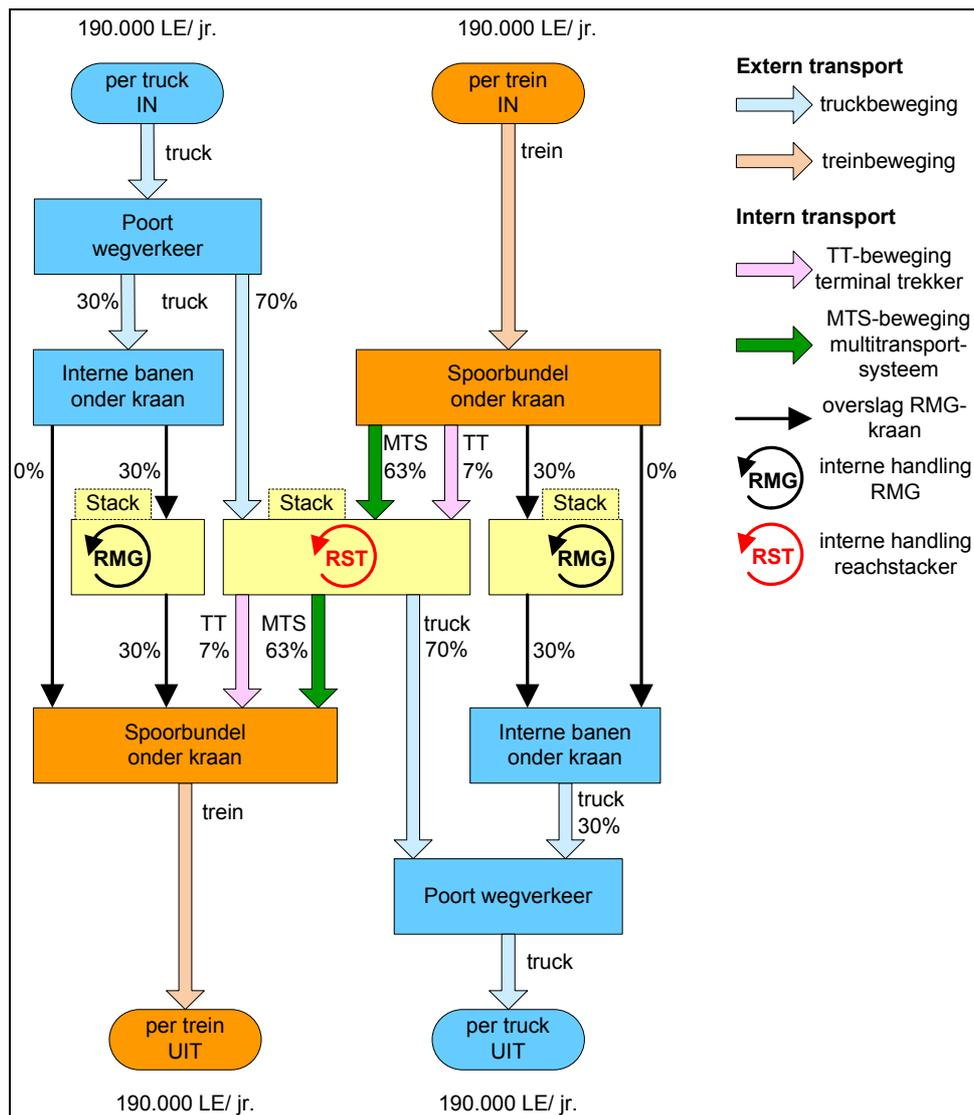 190.000 LE/ jr.
190.000 LE/ jr.
per truck
IN
per trein
IN
truck
trein
Poort
wegverkeer
30%
truck
70%
Interne banen
onder kraan
Spoorbundel
onder kraan
0%
30%
MTS
63%
TT
7%
30%
0%
Stack
Stack
Stack
RMG
RST
RMG
30%
TT
7%
MTS
63%
truck
70%
30%
Spoorbundel
onder kraan
Interne banen
onder kraan
trein
truck
30%
Poort wegverkeer
truck
per trein
UIT
per truck
UIT
190.000 LE/ jr.
190.000 LE/ jr.
Extern transport
truckbeweging
treinbeweging
Intern transport
TT-beweging
terminal trekker
MTS-beweging
multitransport-
systeem
overslag RMG-
kraan
RMG
interne handling
RMG
RST
interne handling
reachstacker